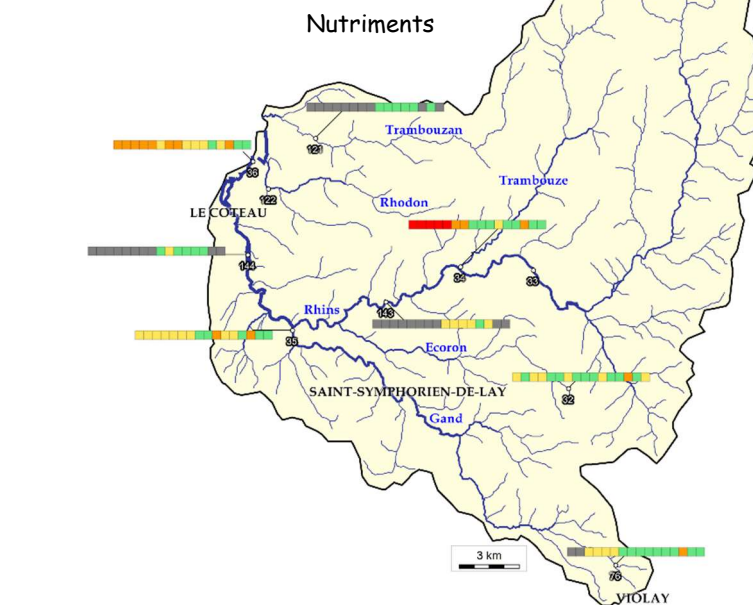 Nutriments
Trambouzan
121
Trambouze
36
122
Rhodon
LE COTEAU
144
34
33
Rhins
143
35
Ecoron
SAINT-SYMPHORIEN-DE-LAY
32
Gand
3 km
76
VIOLAY